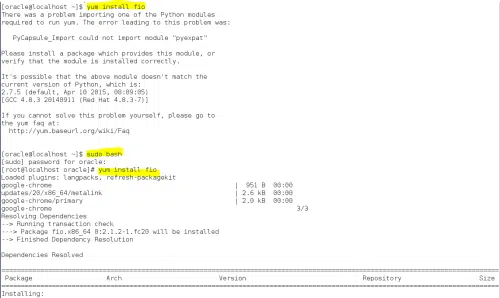 [oracle@localhost ~]$ yum install fio
There was a problem importing one of the Python modules
required to run yum. The error leading to this problem was:
PyCapsule_Import could not import module "pyexpat"
Please install a package which provides this module, or
verify that the module is installed correctly.
It's possible that the above module doesn't match the
current version of Python, which is:
2.7.5 (default, Apr 10 2015, 08:09:05)
[GCC 4.8.3 20140911 (Red Hat 4.8.3-7)]
If you cannot solve this problem yourself, please go to
the yum faq at:
http://yum.baseurl.org/wiki/Faq
[oracle@localhost ~]$ sudo bash
[sudo] password for oracle:
[root@localhost oracle]# yum install fio
Loaded plugins: langpacks, refresh-packagekit
google-chrome | 951 B 00:00
updates/20/x86_64/metalink | 2.6 kB 00:00
google-chrome/primary | 2.0 kB 00:00
google-chrome 3/3
Resolving Dependencies
--> Running transaction check
---> Package fio.x86_64 0:2.1.2-1.fc20 will be installed
--> Finished Dependency Resolution
Dependencies Resolved
Package Arch Version Repository Size
Installing: